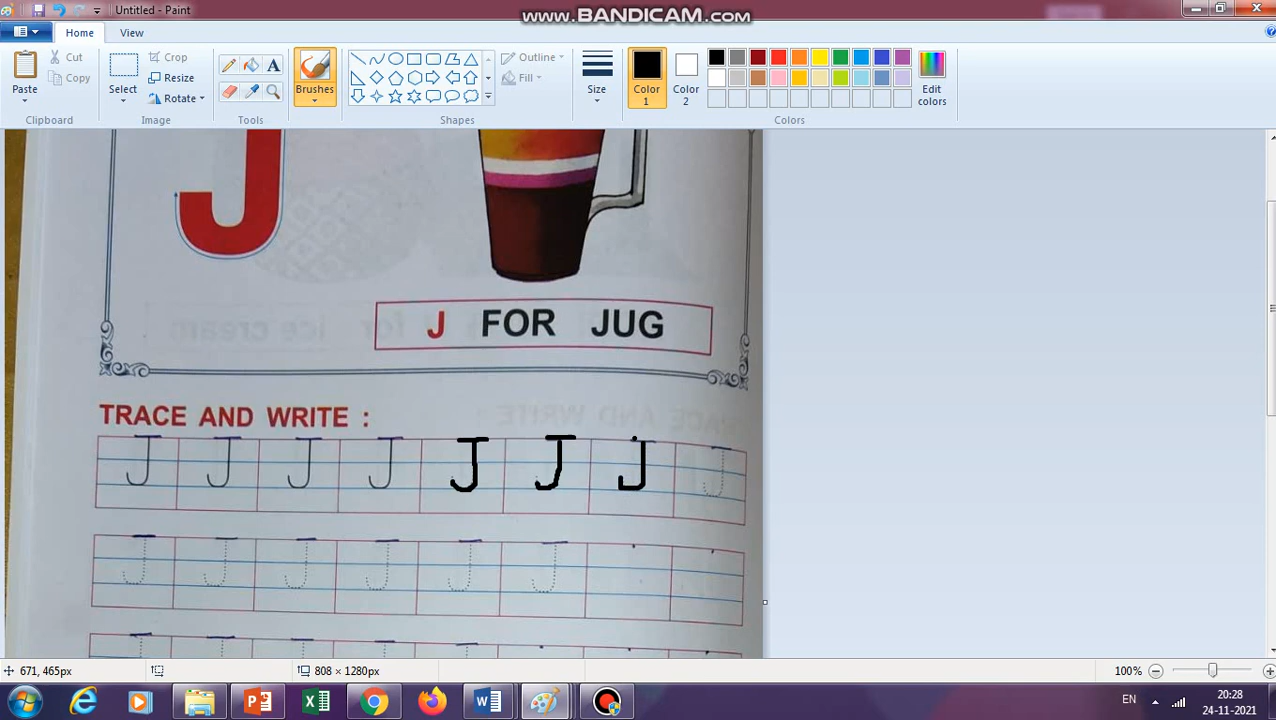 Untitled - Paint
www.BANDICAM.com
Home View
Paste
Cut
Copy
Clipboard
Select
Crop
Resize
Rotate
Image
A
Tools
Brushes
Outline
Fill
Shapes
Size
Color 1
Color 2
Edit colors
Colors
J
J FOR JUG
TRACE AND WRITE :
J J J J J J J J
J J J J J J
671, 465px
808 × 1280px
100%
EN
20:28
24-11-2021